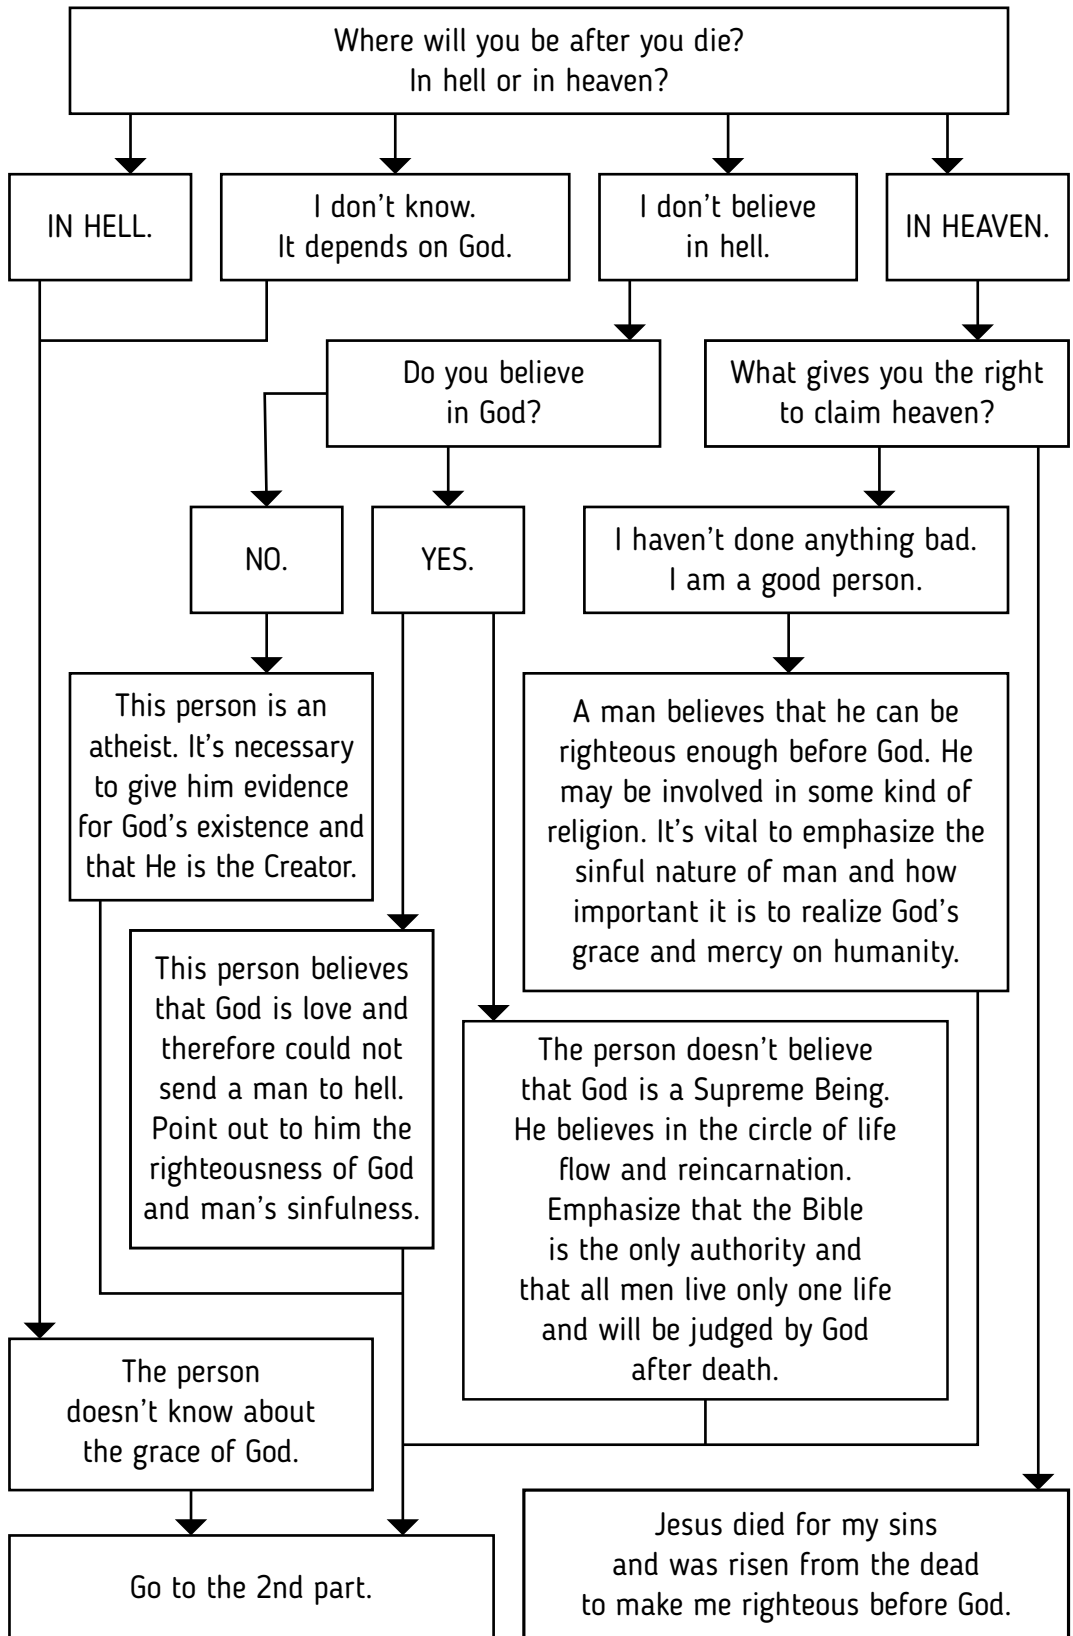 Where will you be after you die?
In hell or in heaven?
IN HELL.
I don't know.
It depends on God.
I don't believe
in hell.
IN HEAVEN.
Do you believe
in God?
What gives you the right
to claim heaven?
NO.
YES.
I haven't done anything bad.
I am a good person.
This person is an
atheist. It's necessary
to give him evidence
for God's existence and
that He is the Creator.
A man believes that he can be
righteous enough before God. He
may be involved in some kind of
religion. It's vital to emphasize the
sinful nature of man and how
important it is to realize God's
grace and mercy on humanity.
This person believes
that God is love and
therefore could not
send a man to hell.
Point out to him the
righteousness of God
and man's sinfulness.
The person doesn't believe
that God is a Supreme Being.
He believes in the circle of life
flow and reincarnation.
Emphasize that the Bible
is the only authority and
that all men live only one life
and will be judged by God
after death.
The person
doesn't know about
the grace of God.
Go to the 2nd part.
Jesus died for my sins
and was risen from the dead
to make me righteous before God.